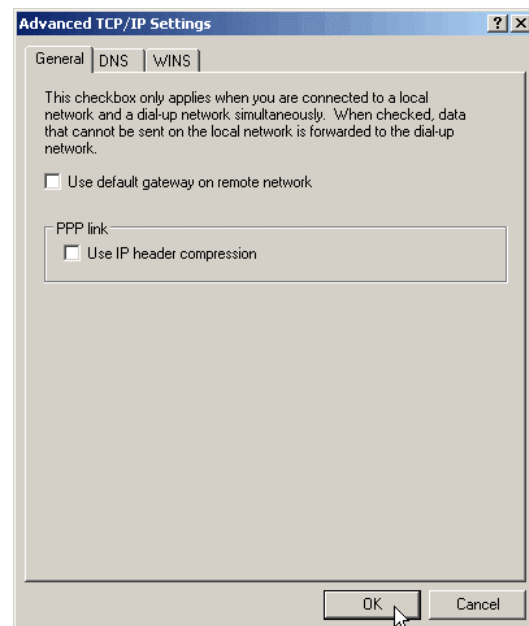 Advanced TCP/IP Settings
General DNS WINS
This checkbox only applies when you are connected to a local
network and a dial-up network simultaneously. When checked, data
that cannot be sent on the local network is forwarded to the dial-up
network.
Use default gateway on remote network
PPP link
Use IP header compression
OK Cancel